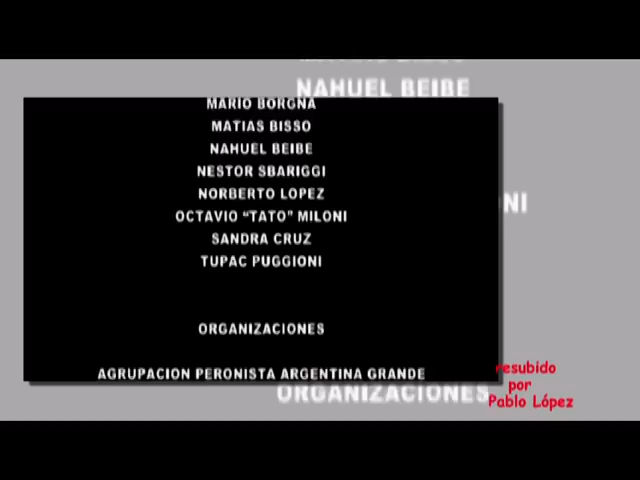 NAHUEL BEIBE
MARIO BORGNA
MATIAS BISSO
NAHUEL BEIBE
NESTOR SBARIGGI
NORBERTO LOPEZ
OCTAVIO “TATO” MILONI
SANDRA CRUZ
TUPAC PUGGIONI
ORGANIZACIONES
AGRUPACION PERONISTA ARGENTINA GRANDE
ORGANIZACIONES
resubido
por
Pablo López